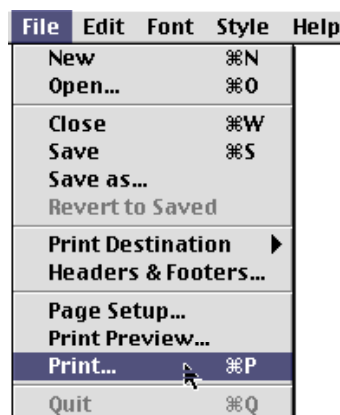 File Edit Font Style Help
New ⌘N
Open... ⌘O
Close ⌘W
Save ⌘S
Save as...
Revert to Saved
Print Destination ▶
Headers & Footers...
Page Setup...
Print Preview...
Print... ⌘P
Quit ⌘Q